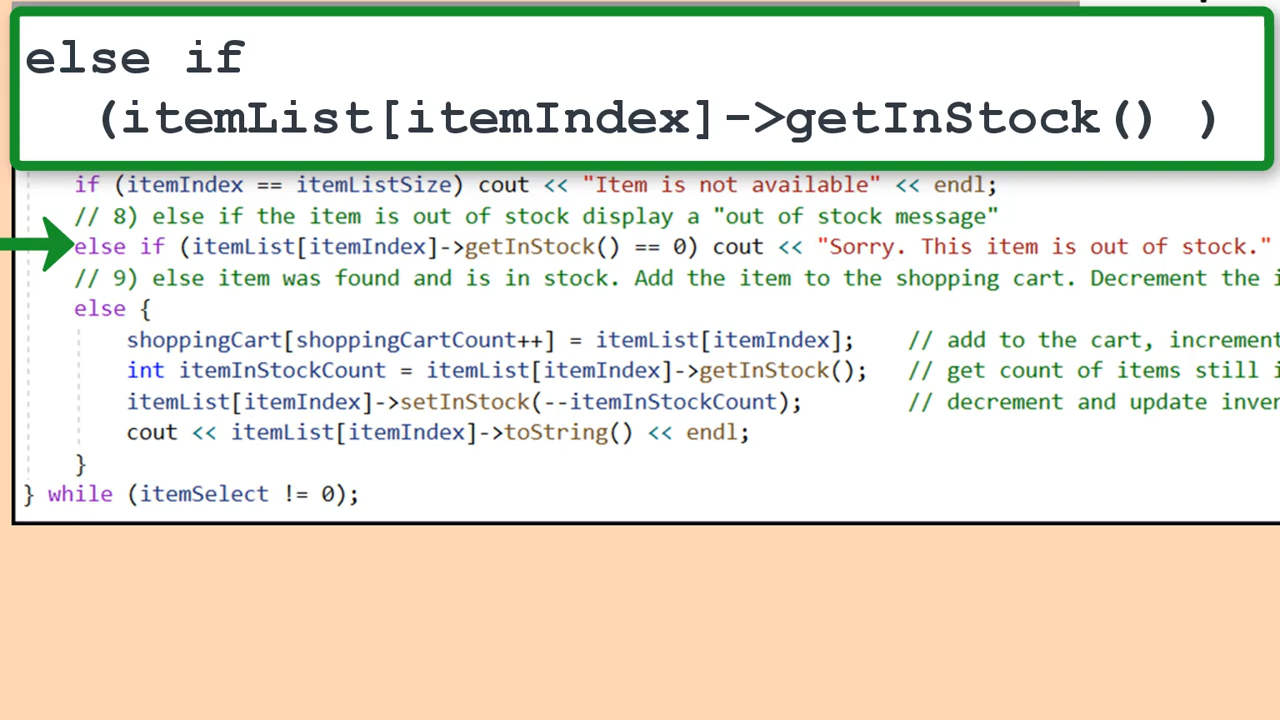 else if
(itemList[itemIndex]->getInStock() )
if (itemIndex == itemListSize) cout << "Item is not available" << endl;
// 8) else if the item is out of stock display a "out of stock message"
else if (itemList[itemIndex]->getInStock() == 0) cout << "Sorry. This item is out of stock."
// 9) else item was found and is in stock. Add the item to the shopping cart. Decrement the
else {
shoppingCart[shoppingCartCount++] = itemList[itemIndex]; // add to the cart, increment
int itemInStockCount = itemList[itemIndex]->getInStock(); // get count of items still
itemList[itemIndex]->setInStock(--itemInStockCount); // decrement and update
cout << itemList[itemIndex]->toString() << endl;
}
} while (itemSelect != 0);